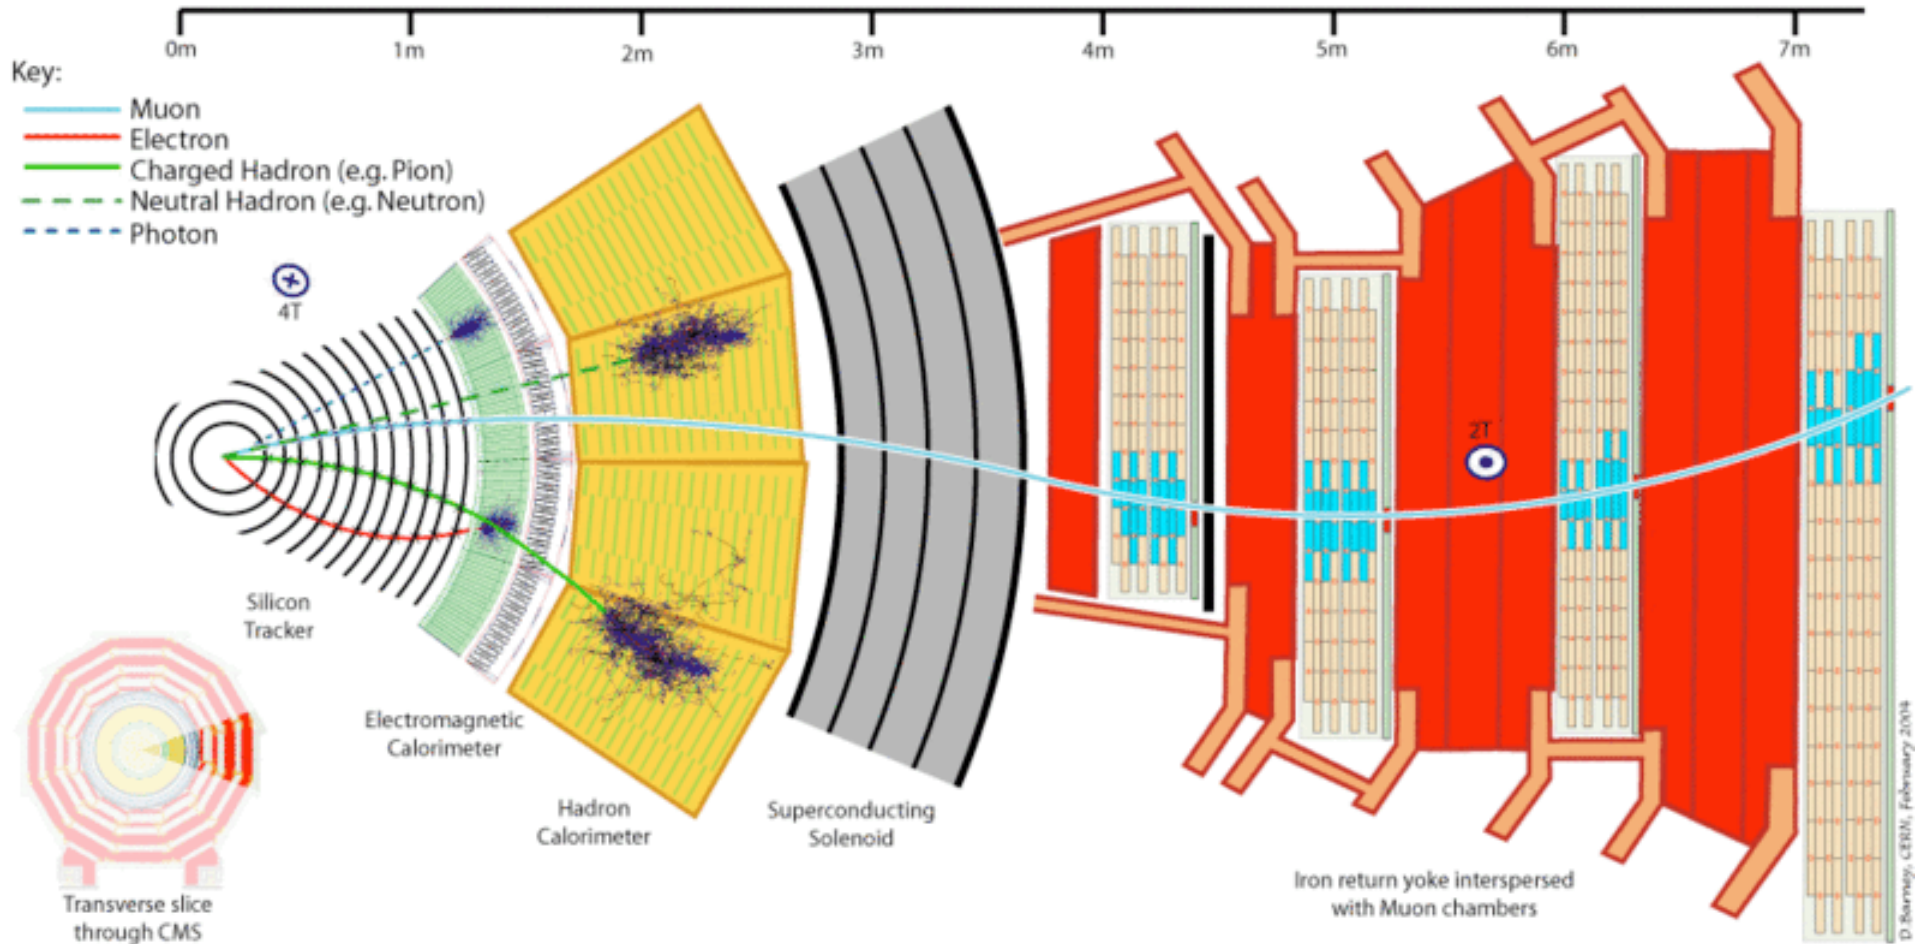 0m 1m 2m 3m 4m 5m 6m 7m
Key:
Muon
Electron
Charged Hadron (e.g. Pion)
Neutral Hadron (e.g. Neutron)
Photon
4T
2T
Silicon
Tracker
Electromagnetic
Calorimeter
Hadron
Calorimeter
Superconducting
Solenoid
Iron return yoke interspersed
with Muon chambers
Transverse slice
through CMS
D. Barney, CERN, February 2004